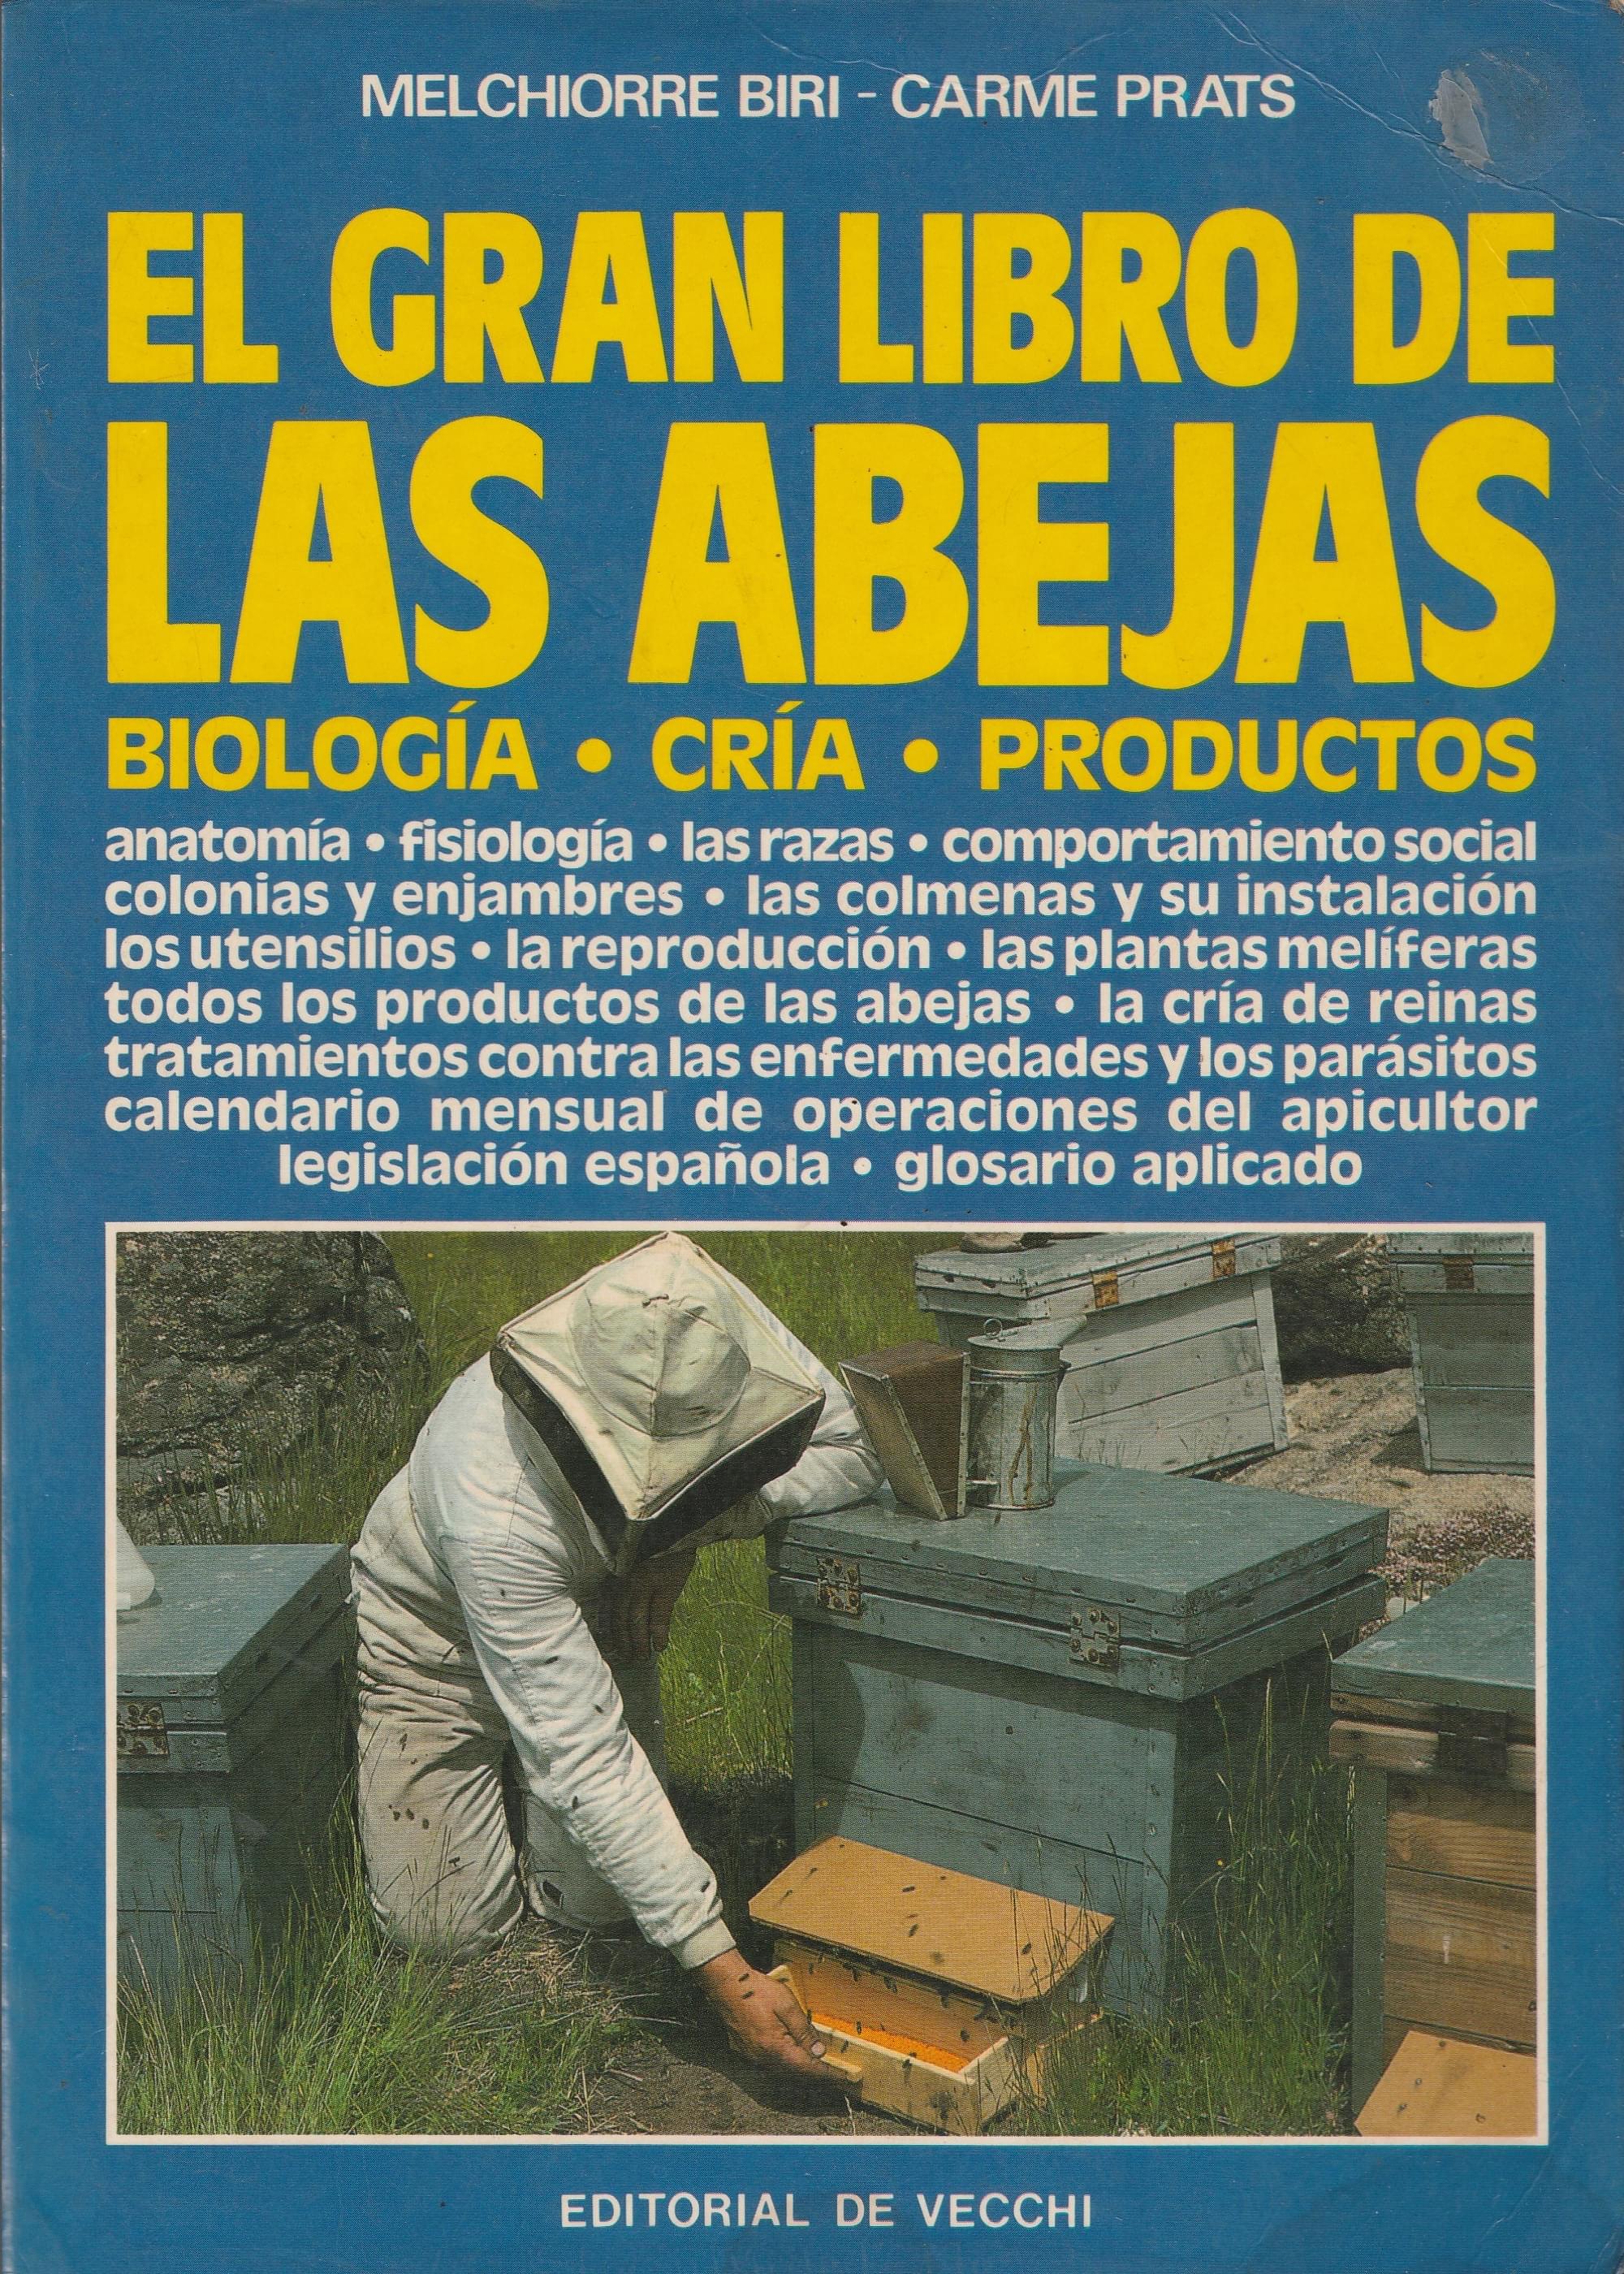 MELCHIORRE BIRI - CARME PRATS
EL GRAN LIBRO DE
LAS ABEJAS
BIOLOGÍA • CRÍA • PRODUCTOS
anatomía • fisiología • las razas • comportamiento social
colonias y enjambres • las colmenas y su instalación
los utensilios • la reproducción • las plantas melíferas
todos los productos de las abejas • la cría de reinas
tratamientos contra las enfermedades y los parásitos
calendario mensual de operaciones del apicultor
legislación española • glosario aplicado
EDITORIAL DE VECCHI